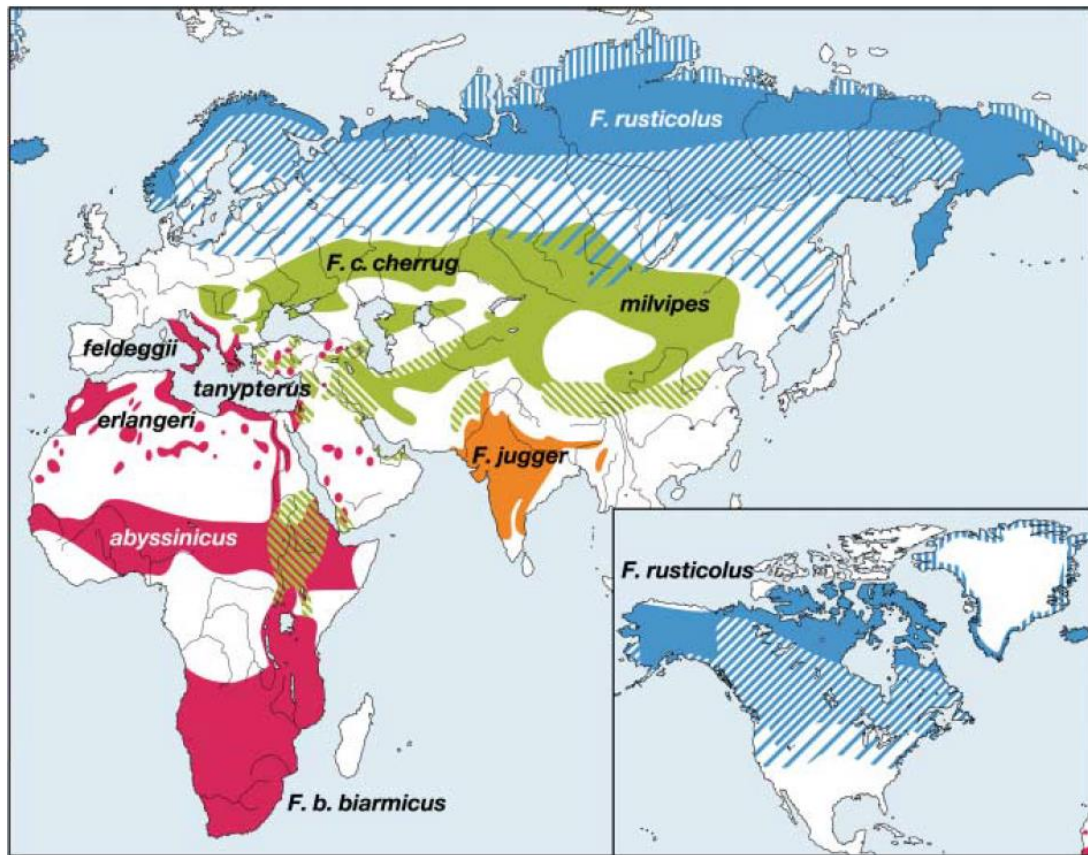 F. rusticolus
F. c. cherrug
milvipes
feldeggii
tanypterus
erlangeri
F. jugger
abyssinicus
F. rusticolus
F. b. biarmicus